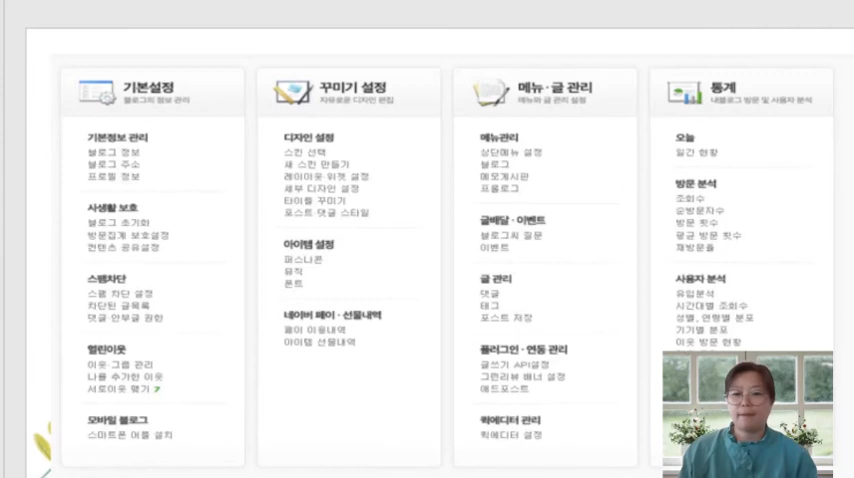 기본설정
블로그의 정보 관리
기본정보 관리
블로그 정보
블로그 주소
프로필 정보
사생활 보호
블로그 초기화
방문집계 보호설정
컨텐츠 공유설정
스팸차단
스팸 차단 설정
차단된 글목록
댓글·안부글 권한
열린이웃
이웃·그룹 관리
나를 추가한 이웃
서로이웃 맺기 7
모바일 블로그
스마트폰 어플 설치
꾸미기 설정
자유로운 디자인 편집
디자인 설정
스킨 선택
새 스킨 만들기
레이아웃·위젯 설정
세부 디자인 설정
타이틀 꾸미기
포스트·댓글 스타일
아이템 설정
퍼스나콘
뮤직
폰트
네이버 페이 · 선물내역
페이 이용내역
아이템 선물내역
메뉴 · 글 관리
메뉴와 글 관리 설정
메뉴관리
상단메뉴 설정
블로그
메모게시판
프롤로그
글배달 · 이벤트
블로그씨 질문
이벤트
글 관리
댓글
태그
포스트 저장
플러그인 · 연동 관리
글쓰기 API설정
그린리뷰 배너 설정
애드포스트
퀵에디터 관리
퀵에디터 설정
통계
내블로그 방문 및 사용자 분석
오늘
일간 현황
방문 분석
조회수
순방문자수
방문 횟수
평균 방문 횟수
재방문율
사용자 분석
유입분석
시간대별 조회수
성별, 연령별 분포
기기별 분포
이웃 방문 현황